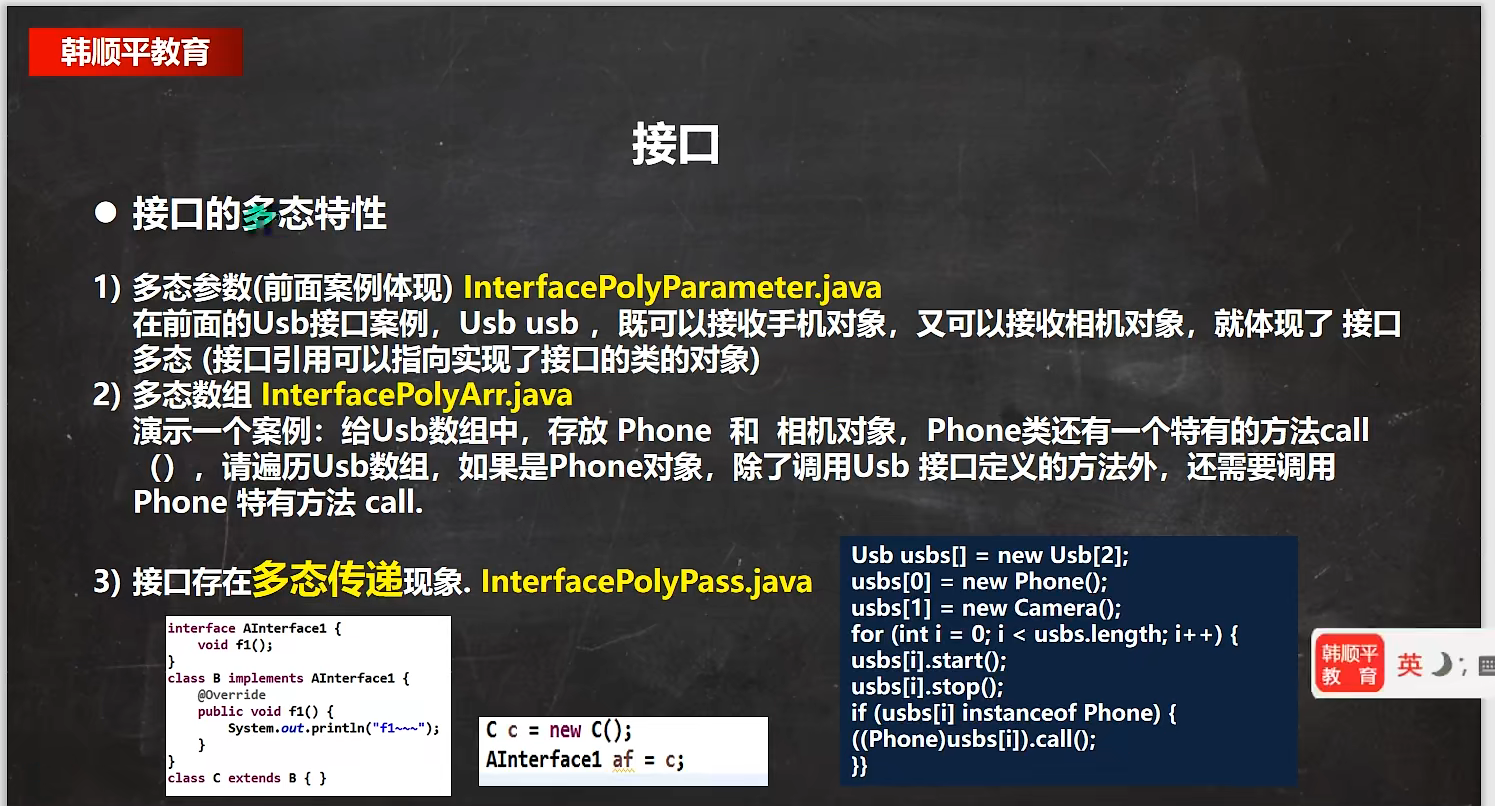 韩顺平教育
接口
● 接口的多态特性
1) 多态参数(前面案例体现) InterfacePolyParameter.java
在前面的Usb接口案例，Usb usb ，既可以接收手机对象，又可以接收相机对象，就体现了 接口
多态 (接口引用可以指向实现了接口的类的对象)
2) 多态数组 InterfacePolyArr.java
演示一个案例：给Usb数组中，存放 Phone 和 相机对象，Phone类还有一个特有的方法call
（），请遍历Usb数组，如果是Phone对象，除了调用Usb 接口定义的方法外，还需要调用
Phone 特有方法 call.
3) 接口存在多态传递现象. InterfacePolyPass.java
interface AInterface1 {
void f1();
}
class B implements AInterface1 {
@Override
public void f1() {
System.out.println("f1~~~");
}
}
class C extends B { }
C c = new C();
AInterface1 af = c;
Usb usbs[] = new Usb[2];
usbs[0] = new Phone();
usbs[1] = new Camera();
for (int i = 0; i < usbs.length; i++) {
usbs[i].start();
usbs[i].stop();
if (usbs[i] instanceof Phone) {
((Phone)usbs[i]).call();
}}
韩顺平
教 育
英